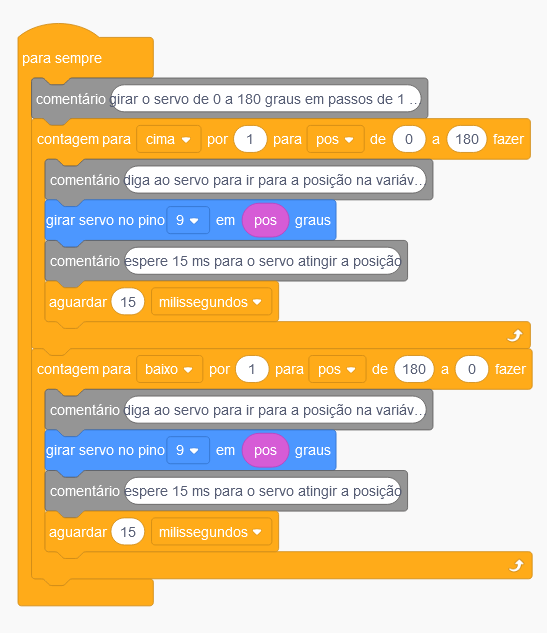 para sempre
comentário girar o servo de 0 a 180 graus em passos de 1 ...
contagem para cima por 1 para pos de 0 a 180 fazer
comentário diga ao servo para ir para a posição na variáv...
girar servo no pino 9 em pos graus
comentário espere 15 ms para o servo atingir a posição
aguardar 15 milissegundos
contagem para baixo por 1 para pos de 180 a 0 fazer
comentário diga ao servo para ir para a posição na variáv...
girar servo no pino 9 em pos graus
comentário espere 15 ms para o servo atingir a posição
aguardar 15 milissegundos